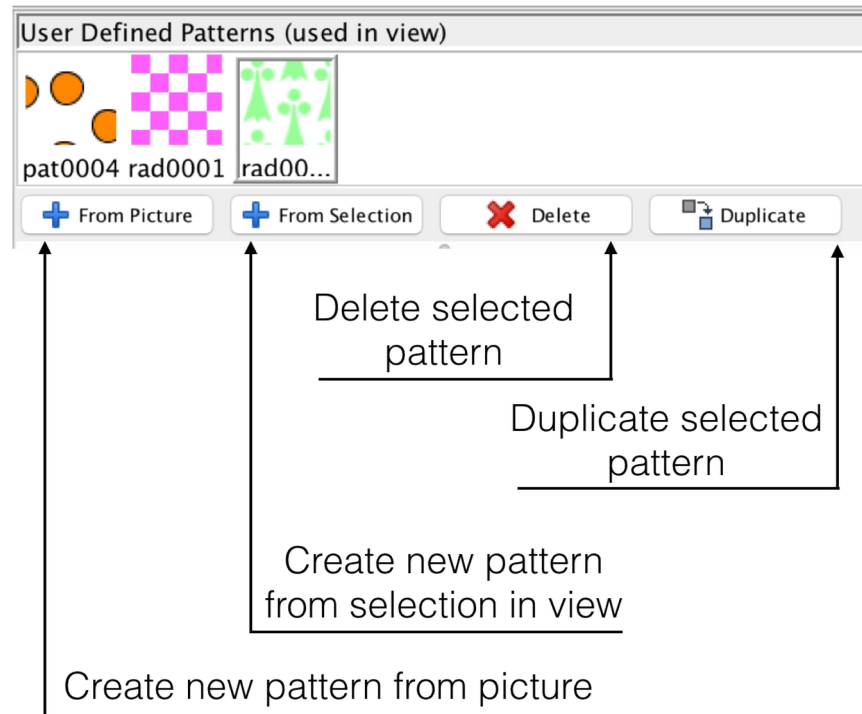 User Defined Patterns (used in view)
pat0004 rad0001 rad00...
From Picture From Selection Delete Duplicate
Delete selected
pattern
Duplicate selected
pattern
Create new pattern
from selection in view
Create new pattern from picture